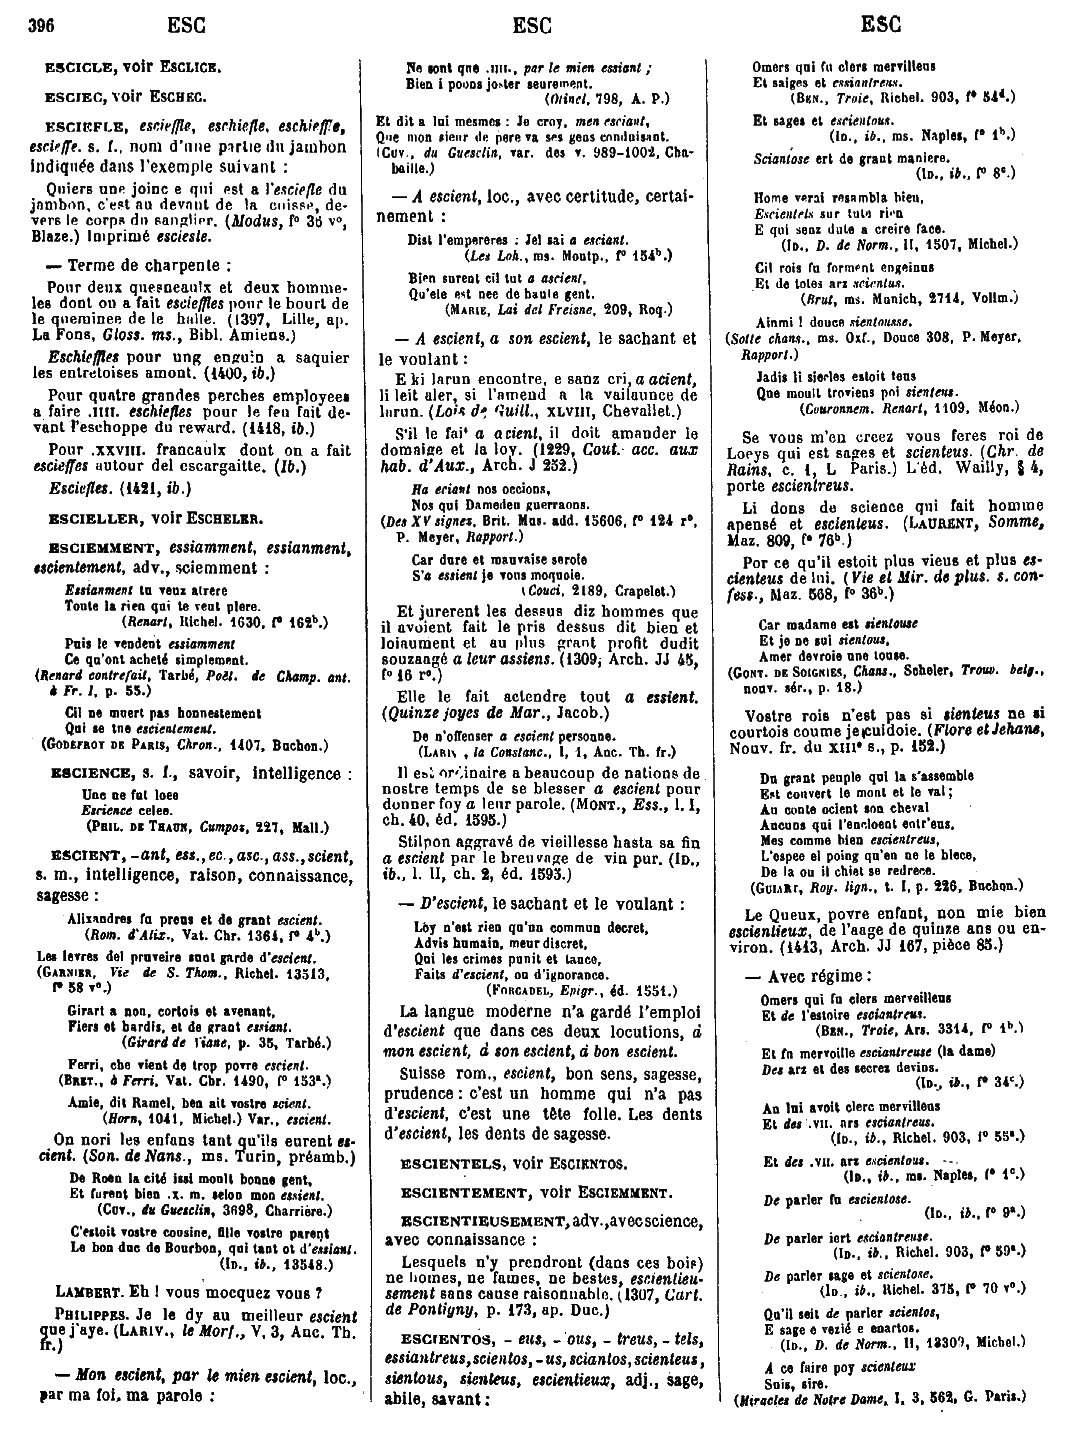 396 ESC ESC ESC
ESCICLE, voir ESCLICE.
ESCIEC, voir ESCHEC.
ESCIEFLE, escieffle, eschiefle, eschieffle,
escieffe. s. f., nom d'une partie du jambon
indiquée dans l'exemple suivant :
Quiers une joinc e qui est a l'esciefle du
jambon, c'est au devant de la cuisse, de-
vers le corps du sanglier. (Modus, f° 36 v°,
Blaze.) Imprimé esciesle.
— Terme de charpente :
Pour deux quesneaulx et deux homme-
les dont on a fait escieffles pour le bourt de
le queminee de le halle. (1397, Lille, ap.
La Fons, Gloss. ms., Bibl. Amiens.)
Eschieffles pour ung enguin a saquier
les entretoises amont. (1400, ib.)
Pour quatre grandes perches employees
a faire .IIII. eschiefles pour le feu fait de-
vant l'eschoppe du reward. (1418, ib.)
Pour .XXVIII. francaulx dont on a fait
escieffes autour del escargaitte. (Ib.)
Esciefles. (1421, ib.)
ESCIELLER, voir ESCHELER.
ESCIEMMENT, essiamment, essianment,
escientement, adv., sciemment :
Essianment tu veuz atrere
Toute la rien qui te veut plere.
(Renart, Richel. 1630, f° 162b.)
Puis le vendent essiamment
Ce qu'ont acheté simplement.
(Renard contrefait, Tarbé, Poët. de Champ. ant.
à Fr. I, p. 55.)
Cil ne muert pas honnestement
Qui se tue escientement.
(GODEFROY DE PARIS, Chron., 1407, Buchon.)
ESCIENCE, s. f., savoir, intelligence :
Unc ne fut loee
Escience celee.
(PHIL. DE THAUN, Cumpoz, 227, Mall.)
ESCIENT, -ant, ess., ec., asc., ass., scient,
s. m., intelligence, raison, connaissance,
sagesse :
Alixandres fu preus et de grant escient.
(Rom. d'Alix., Vat. Chr. 1364, f° 4b.)
Les levres del pruveire sunt garde d'escient.
(GARNIER, Vie de S. Thom., Richel. 13513,
f° 58 v°.)
Girart a non, cortois et avenant,
Fiers et hardis, et de grant essiant.
(Girard de Viane, p. 35, Tarbé.)
Ferri, che vient de trop povre escient.
(BRET., à Ferri, Vat. Chr. 1490, f° 153a.)
Amie, dit Ramel, ben ait vostre scient.
(Horn, 1041, Michel.) Var., escient.
On nori les enfans tant qu'ils eurent es-
cient. (Son. de Nans., ms. Turin, préamb.)
De Roen la cité issi moult bonne gent,
Et furent bien .x. m. selon mon essient.
(CUV., du Guesclin, 3698, Charrière.)
C'estoit vostre cousine, fille vostre parent
Le bon duc de Bourbon, qui tant ot d'essiant.
(ID., ib., 13548.)
LAMBERT. Eh ! vous mocquez vous ?
PHILIPPES. Je le dy au meilleur escient
que j'aye. (LARIV., le Morf., V, 3, Anc. Th.
fr.)
— Mon escient, par le mien escient, loc.,
par ma foi, ma parole :
Ne sont que .IIII., par le mien essiant ;
Bien i poons joster seurement.
(Otinel, 798, A. P.)
Et dit a lui mesmes : Je croy, men esciant,
Que mon sieur de pere va ses gens conduisant.
(CUV., du Guesclin, var. des v. 989-1002, Cha-
baille.)
— A escient, loc., avec certitude, certai-
nement :
Dist l'empereres : Jel sai a esciant.
(Les Loh., ms. Montp., f° 154b.)
Bien surent cil tut a ascient,
Qu'ele est nee de haute gent.
(MARIE, Lai del Freisne, 209, Roq.)
— A escient, a son escient, le sachant et
le voulant :
E ki larun encontre, e sanz cri, a acient,
li leit aler, si l'amend a la vailaunce de
larun. (Lois de Guill., XLVIII, Chevallet.)
S'il le fait a acient, il doit amander le
domaige et la loy. (1229, Cout. acc. aux
hab. d'Aux., Arch. J 252.)
Ha eciant nos occions,
Nos qui Damedeu guerraons.
(Des XV signes, Brit. Mus. add. 15606, f° 124 r°,
P. Meyer, Rapport.)
Car dure et mauvaise seroie
S'a essient je vous moquoie.
(Couci, 2189, Crapelet.)
Et jurerent les dessus diz hommes que
il avoient fait le pris dessus dit bien et
loiaument et au plus grant profit dudit
souzaagé a leur assiens. (1309, Arch. JJ 45,
f° 16 r°.)
Elle le fait actendre tout a essient.
(Quinze joyes de Mar., Jacob.)
De n'offenser a escient personne.
(LARIV., la Constanc., I, 1, Anc. Th. fr.)
Il est ordinaire a beaucoup de nations de
nostre temps de se blesser a escient pour
donner foy a leur parole. (MONT., Ess., l. I,
ch. 40, éd. 1595.)
Stilpon aggravé de vieillesse hasta sa fin
a escient par le breuvage de vin pur. (ID.,
ib., l. II, ch. 2, éd. 1593.)
— D'escient, le sachant et le voulant :
Loy n'est rien qu'un commun decret,
Advis humain, meur discret,
Qui les crimes punit et tance,
Faits d'escient, ou d'ignorance.
(FORCADEL, Epigr., éd. 1551.)
La langue moderne n'a gardé l'emploi
d'escient que dans ces deux locutions, à
mon escient, à son escient, à bon escient.
Suisse rom., escient, bon sens, sagesse,
prudence : c'est un homme qui n'a pas
d'escient, c'est une tête folle. Les dents
d'escient, les dents de sagesse.
ESCIENTELS, voir ESCIENTOS.
ESCIENTEMENT, voir ESCIEMMENT.
ESCIENTIEUSEMENT, adv., avec science,
avec connaissance :
Lesquels n'y prendront (dans ces bois)
ne homes, ne fames, ne bestes, escientieu-
sement sans cause raisonnable. (1307, Cart.
de Pontigny, p. 173, ap. Duc.)
ESCIENTOS, - eus, - ous, - treus, - tels,
essiantreus, scientos, -us, sciantos, scienteus,
sientous, sienteus, escientieux, adj., sage,
abile, savant :
Omers qui fu clers merveilleus
Et saiges et essiantreus.
(BEN., Troie, Richel. 903, f° 54d.)
Et sages et escientous.
(ID., ib., ms. Naples, f° 1b.)
Sciantose ert de grant maniere.
(ID., ib., f° 8c.)
Home verai resambla bien,
Escientels sur tute rien
E qui senz dute a creire face.
(ID., D. de Norm., II, 1507, Michel.)
Cil rois fu forment engeinus
Et de totes arz scientus.
(Brut, ms. Munich, 2714, Vollm.)
Ainmi ! douce sientousse.
(Sotte chans., ms. Oxf., Douce 308, P. Meyer,
Rapport.)
Jadis li siecles estoit tens
Que moult troviens poi sienteus.
(Couronnem. Renart, 1109, Méon.)
Se vous m'en creez vous feres roi de
Loeys qui est sages et scienteus. (Chr. de
Rains, c. 1, L. Paris.) L'éd. Wailly, § 4,
porte escientreus.
Li dons de science qui fait homme
apensé et escienteus. (LAURENT, Somme,
Maz. 809, f° 76b.)
Por ce qu'il estoit plus vieus et plus es-
cienteus de lui. (Vie et Mir. de plus. s. con-
fess., Maz. 568, f° 36b.)
Car madame est sientouse
Et je ne sui sientous,
Amer devroie une touse.
(GONT. DE SOIGNIES, Chans., Scheler, Trouv. belg.,
nouv. sér., p. 18.)
Vostre rois n'est pas si sienteus ne si
courtois coume je cuidoie. (Flore et Jehane,
Nouv. fr. du XIIIe s., p. 152.)
Du grant peuple qui la s'assemble
Est convert le mont et le val ;
Au conte ocient son cheval
Aucuns qui l'encloent entr'eus.
Mes comme bien escientreus,
L'espee el poing qu'en ne le blece,
De la ou il chiet se redrece.
(GUIART, Roy. lign., t. I, p. 226, Buchon.)
Le Queux, povre enfant, non mie bien
escientieux, de l'aage de quinze ans ou en-
viron. (1413, Arch. JJ 167, pièce 85.)
— Avec régime :
Omers qui fu clers merveilleus
Et de l'estoire esciantreus.
(BEN., Troie, Ars. 3314, f° 1b.)
Et fu mervoille esciantreuse (la dame)
Des arz et des secrez devins.
(ID., ib., f° 34c.)
An lui avoit clerc mervilleus
Et des .VII. ars esciantreus.
(ID., ib., Richel. 903, f° 55a.)
Et des .VII. arz escientous.
(ID., ib., ms. Naples, f° 1c.)
De parler fu escientose.
(ID., ib., f° 9a.)
De parler iert esciantreuse.
(ID., ib., Richel. 903, f° 59a.)
De parler sage et scientose.
(ID., ib., Richel. 375, f° 70 v°.)
Qu'il seit de parler scientos,
E sage e vezié e enartos.
(ID., D. de Norm., II, 18309, Michel.)
A ce faire poy scienteux
Suis, sire.
(Miracles de Notre Dame, I, 3, 562, G. Paris.)